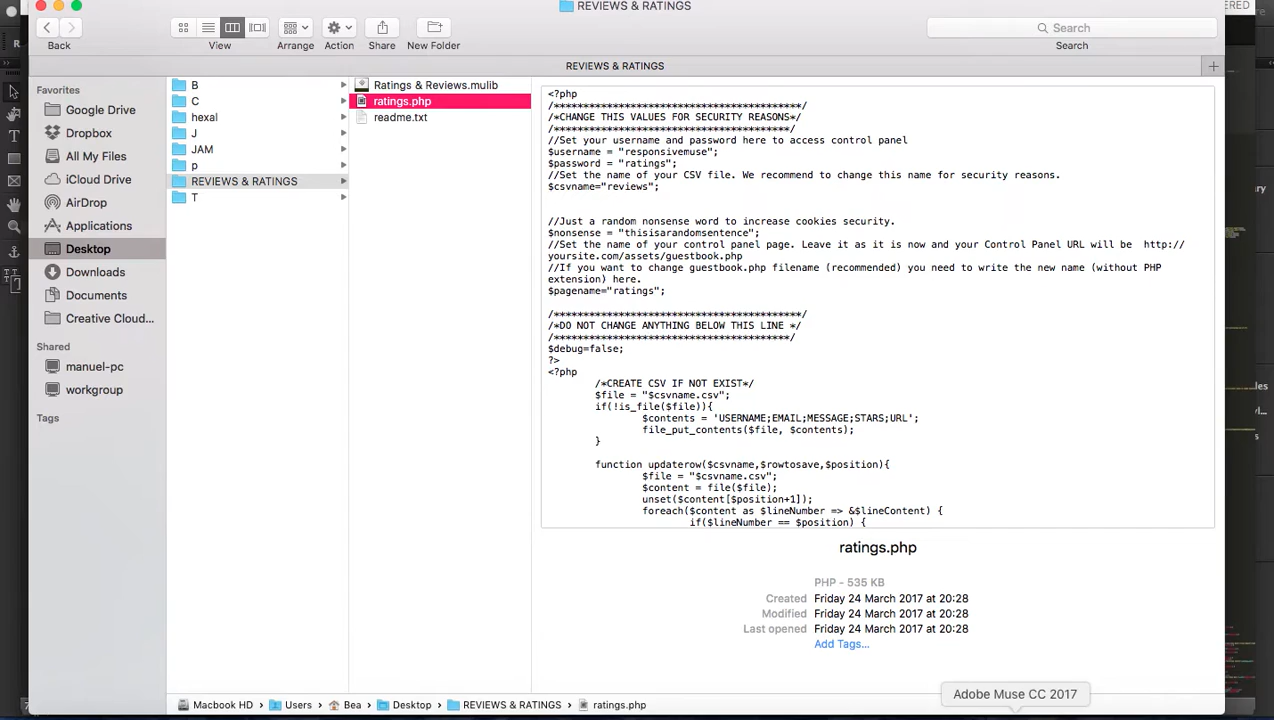 REVIEWS & RATINGS
ERED
Back
View
Arrange
Action
Share
New Folder
Search
Search
REVIEWS & RATINGS
Favorites
Google Drive
Dropbox
All My Files
iCloud Drive
AirDrop
Applications
Desktop
Downloads
Documents
Creative Cloud...
Shared
manuel-pc
workgroup
Tags
B
C
hexal
J
JAM
p
REVIEWS & RATINGS
T
Ratings & Reviews.mulib
ratings.php
readme.txt
<?php
/******************************************/
/*CHANGE THIS VALUES FOR SECURITY REASONS/
/****************************************/
//Set your username and password here to access control panel
$username = "responsivemuse";
$password = "ratings";
//Set the name of your CSV file. We recommend to change this name for security reasons.
$csvname="reviews";
//Just a random nonsense word to increase cookies security.
$nonsense = "thisisarandomsentence";
//Set the name of your control panel page. Leave it as it is now and your Control Panel URL will be  http://
yoursite.com/assets/guestbook.php
//If you want to change guestbook.php filename (recommended) you need to write the new name (without PHP
extension) here.
$pagename="ratings";
/******************************************/
/*DO NOT CHANGE ANYTHING BELOW THIS LINE */
/****************************************/
$debug=false;
?>
<?php
/*CREATE CSV IF NOT EXIST*/
$file = "$csvname.csv";
if(!is_file($file)){
$contents = 'USERNAME;EMAIL;MESSAGE;STARS;URL';
file_put_contents($file, $contents);
}
function updaterow($csvname,$rowtosave,$position){
$file = "$csvname.csv";
$content = file($file);
unset($content[$position+1]);
foreach($content as $lineNumber => &$lineContent) {
if($lineNumber == $position) {
ratings.php
PHP - 535 KB
Created Friday 24 March 2017 at 20:28
Modified Friday 24 March 2017 at 20:28
Last opened Friday 24 March 2017 at 20:28
Add Tags...
Adobe Muse CC 2017
Macbook HD
Users
Bea
Desktop
REVIEWS & RATINGS
ratings.php